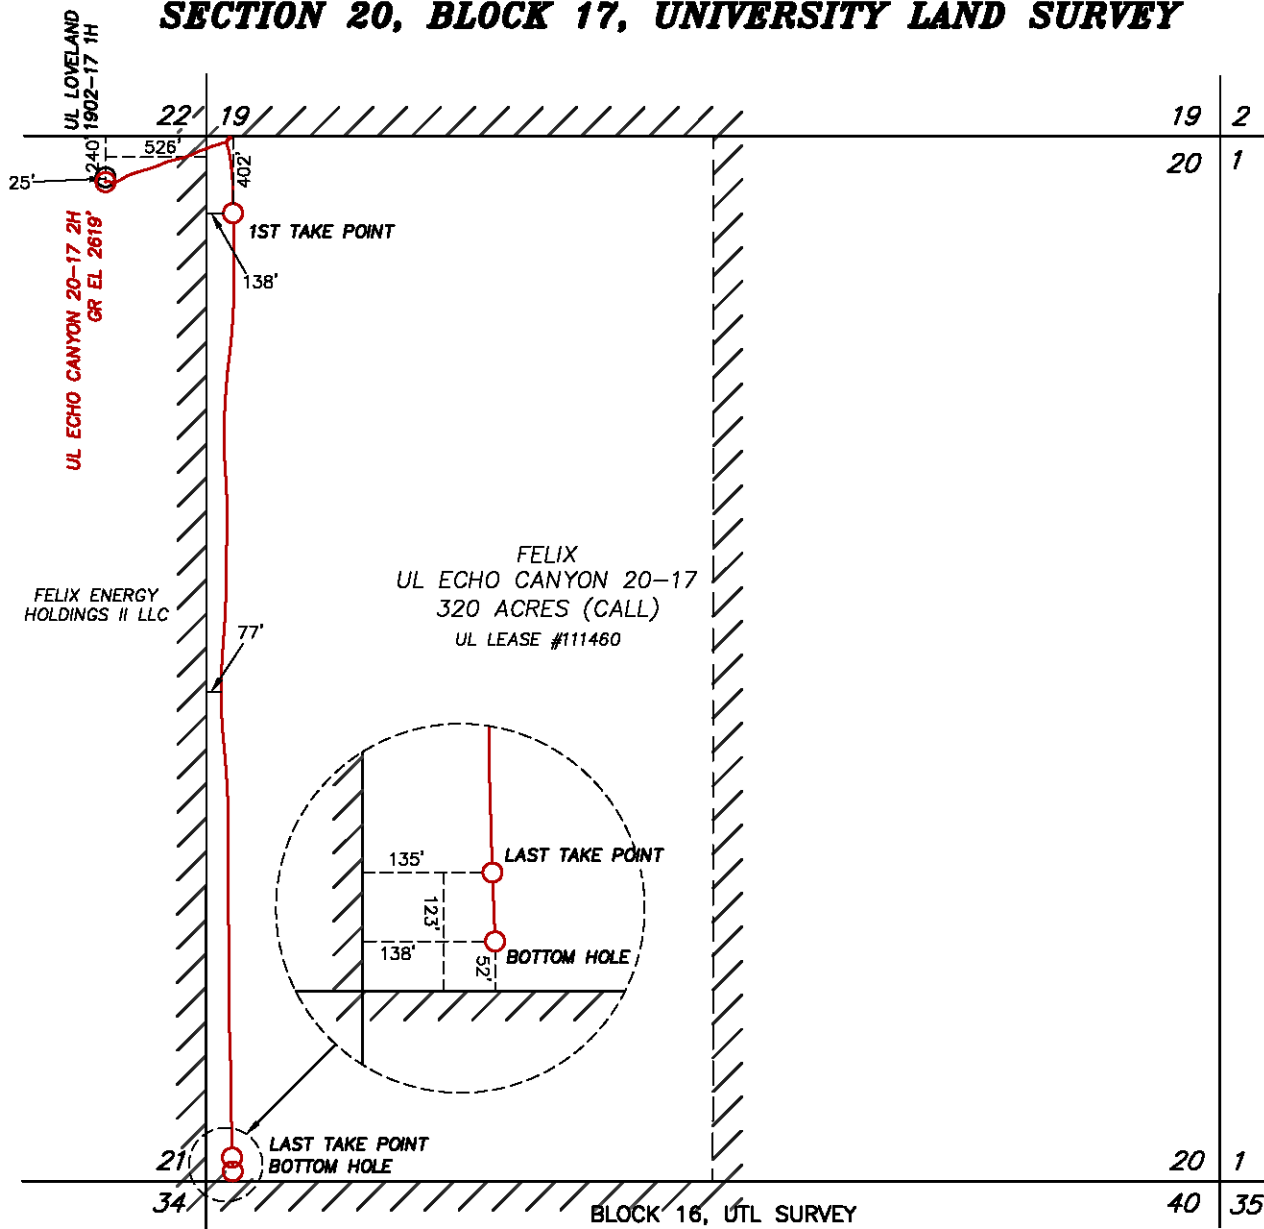 SECTION 20, BLOCK 17, UNIVERSITY LAND SURVEY
UL LOVELAND
1902-17 1H
22 19
19 2
20 1
240'
526'
402'
25'
1ST TAKE POINT
138'
UL ECHO CANYON 20-17 2H
GR EL 2619'
FELIX
UL ECHO CANYON 20-17
320 ACRES (CALL)
UL LEASE #111460
FELIX ENERGY
HOLDINGS II LLC
77'
135'
LAST TAKE POINT
123'
138'
52'
BOTTOM HOLE
LAST TAKE POINT
BOTTOM HOLE
21
34
20 1
40 35
BLOCK 16, UTL SURVEY